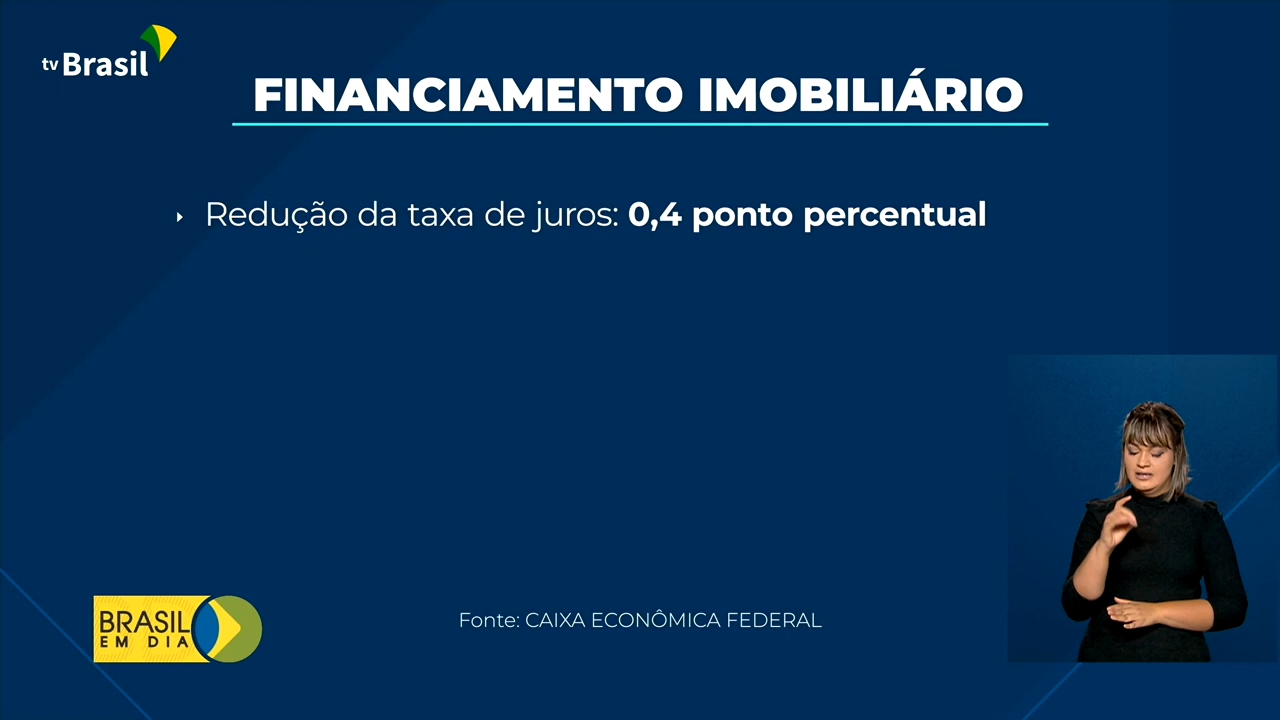 tv Brasil
FINANCIAMENTO IMOBILIÁRIO
Redução da taxa de juros: 0,4 ponto percentual
BRASIL
EM DIA
Fonte: CAIXA ECONÔMICA FEDERAL